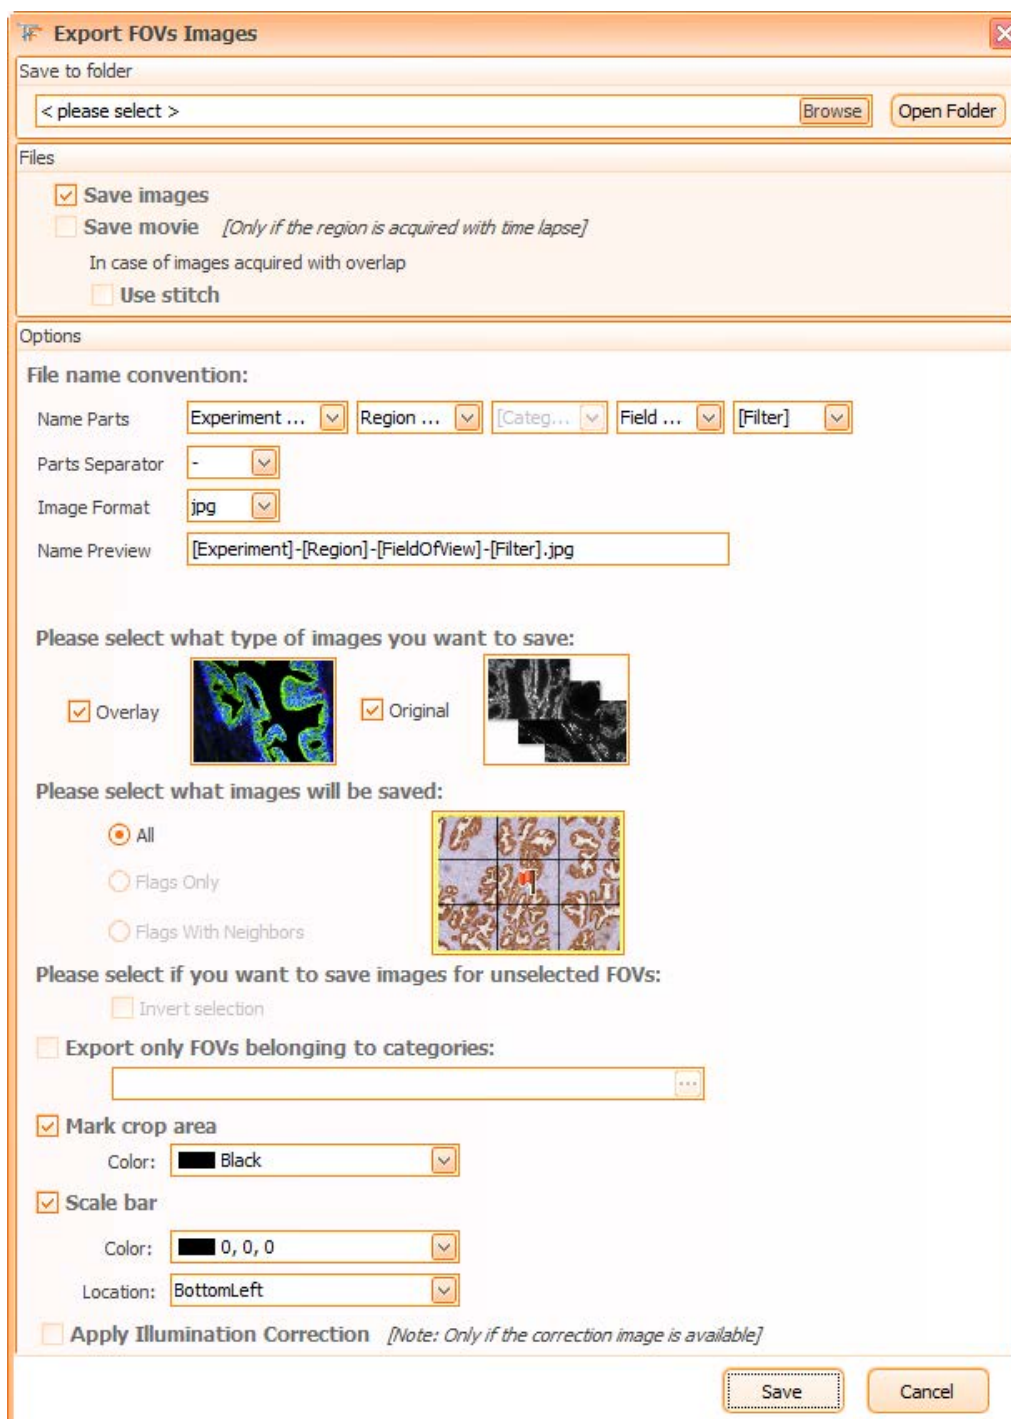 Export FOVs Images
Save to folder
< please select >
Browse
Open Folder
Files
Save images
Save movie [Only if the region is acquired with time lapse]
In case of images acquired with overlap
Use stitch
Options
File name convention:
Name Parts Experiment ... Region ... [Categ... Field ... [Filter]
Parts Separator -
Image Format jpg
Name Preview [Experiment]-[Region]-[FieldOfView]-[Filter].jpg
Please select what type of images you want to save:
Overlay Original
Please select what images will be saved:
All
Flags Only
Flags With Neighbors
Please select if you want to save images for unselected FOVs:
Invert selection
Export only FOVs belonging to categories:
...
Mark crop area
Color: Black
Scale bar
Color: 0, 0, 0
Location: BottomLeft
Apply Illumination Correction [Note: Only if the correction image is available]
Save Cancel